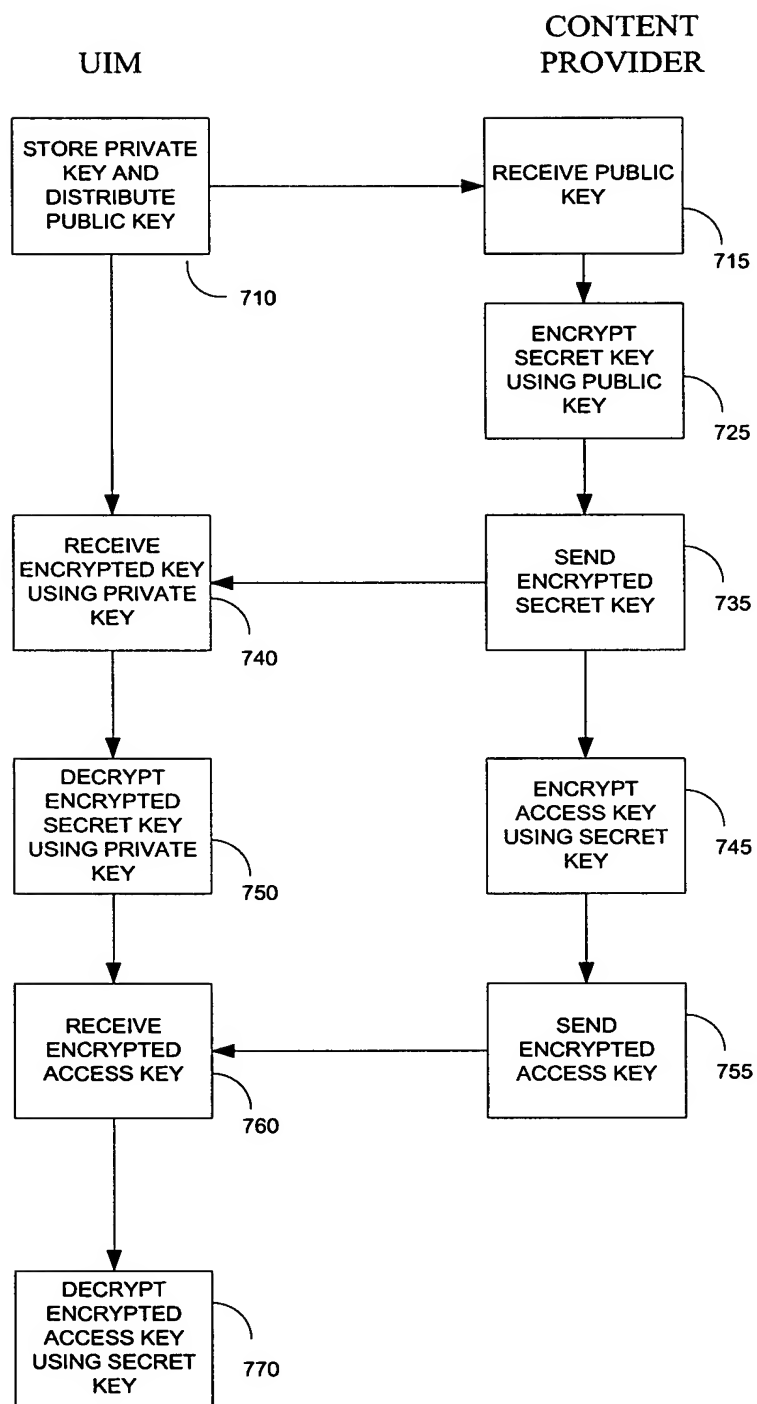 UIM
CONTENT
PROVIDER
STORE PRIVATE
KEY AND
DISTRIBUTE
PUBLIC KEY
710
RECEIVE PUBLIC
KEY
715
ENCRYPT
SECRET KEY
USING PUBLIC
KEY
725
RECEIVE
ENCRYPTED KEY
USING PRIVATE
KEY
740
SEND
ENCRYPTED
SECRET KEY
735
DECRYPT
ENCRYPTED
SECRET KEY
USING PRIVATE
KEY
750
ENCRYPT
ACCESS KEY
USING SECRET
KEY
745
RECEIVE
ENCRYPTED
ACCESS KEY
760
SEND
ENCRYPTED
ACCESS KEY
755
DECRYPT
ENCRYPTED
ACCESS KEY
USING SECRET
KEY
770